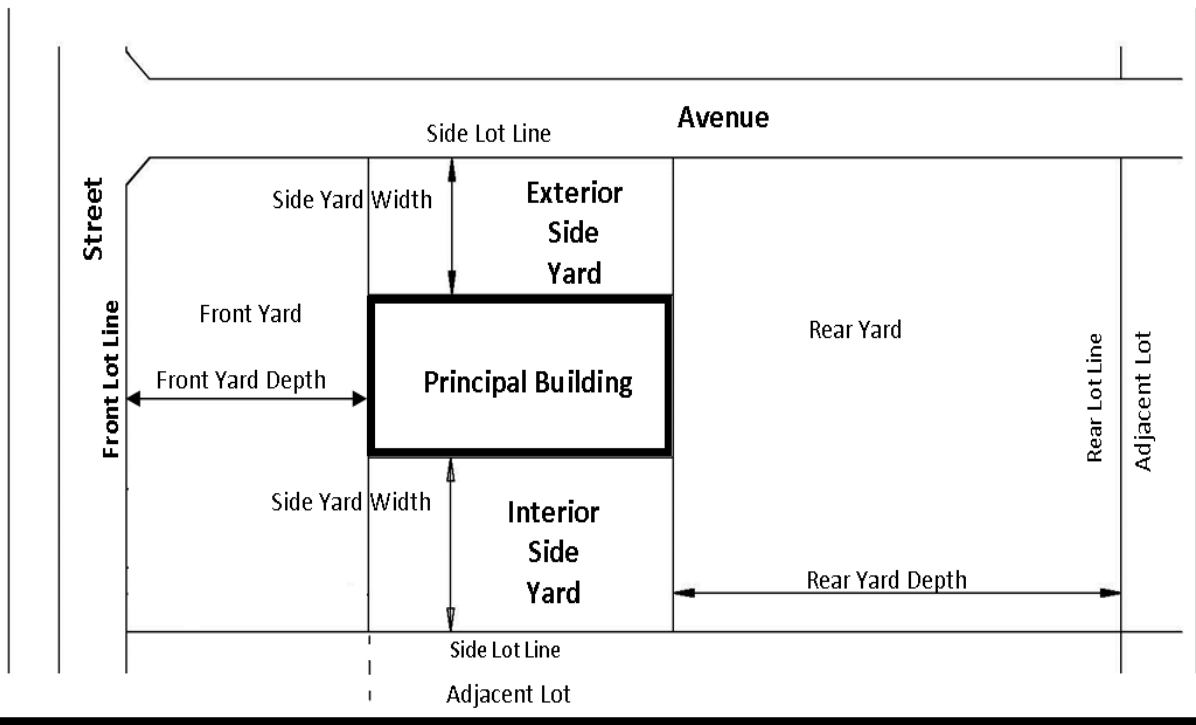 Avenue
Side Lot Line
Street
Side Yard Width
Exterior
Side
Yard
Front Lot Line
Front Yard
Front Yard Depth
Principal Building
Rear Yard
Rear Lot Line
Adjacent Lot
Side Yard Width
Interior
Side
Yard
Rear Yard Depth
Side Lot Line
Adjacent Lot